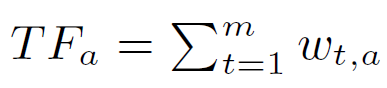 $TF_a = \sum_{t=1}^{m} w_{t,a}$